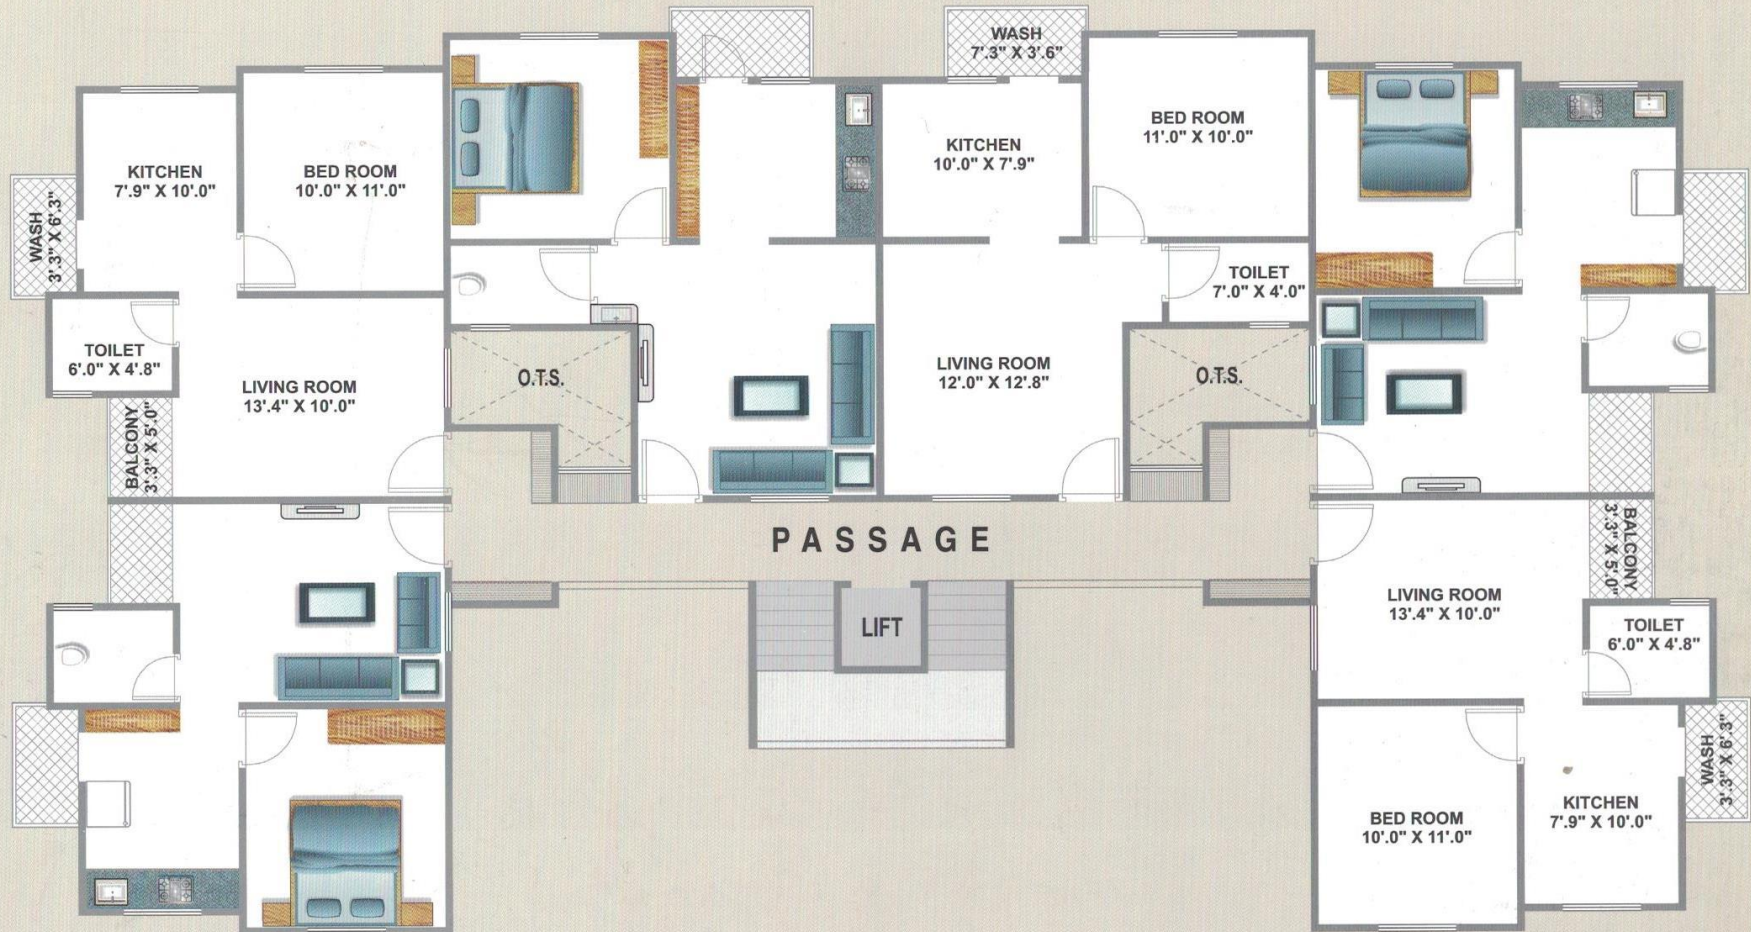 WASH
7'.3" X 3'.6"
KITCHEN
7'.9" X 10'.0"
BED ROOM
10'.0" X 11'.0"
KITCHEN
10'.0" X 7'.9"
BED ROOM
11'.0" X 10'.0"
WASH
3'.3" X 6'.3"
TOILET
7'.0" X 4'.0"
TOILET
6'.0" X 4'.8"
LIVING ROOM
13'.4" X 10'.0"
O.T.S.
LIVING ROOM
12'.0" X 12'.8"
O.T.S.
BALCONY
3'.3" X 5'.0"
PASSAGE
BALCONY
3'.3" X 5'.0"
LIFT
LIVING ROOM
13'.4" X 10'.0"
TOILET
6'.0" X 4'.8"
WASH
3'.3" X 6'.3"
BED ROOM
10'.0" X 11'.0"
KITCHEN
7'.9" X 10'.0"